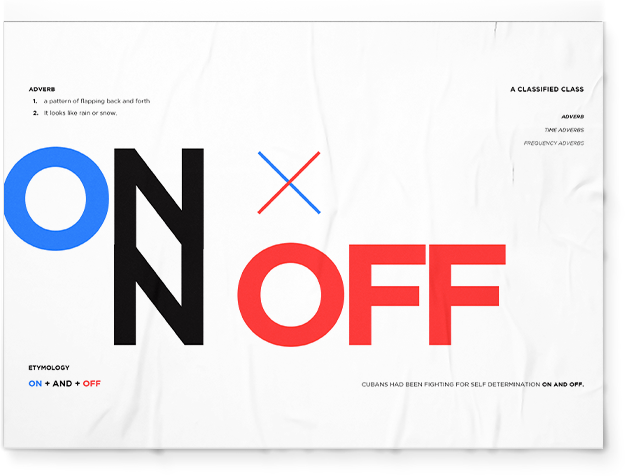 ADVERB
1. a pattern of flapping back and forth
2. It looks like rain or snow.
A CLASSIFIED CLASS
ADVERB
TIME ADVERBS
FREQUENCY ADVERBS
ON
N
OFF
ETYMOLOGY
ON + AND + OFF
CUBANS HAD BEEN FIGHTING FOR SELF DETERMINATION ON AND OFF.